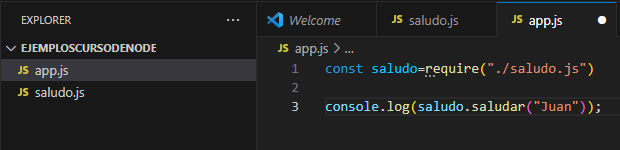 EXPLORER
...
EJEMPLOSCURSODENODE
JS app.js
JS saludo.js
Welcome
JS saludo.js
JS app.js
JS app.js > ...
1 const saludo=require("./saludo.js")
2
3 console.log(saludo.saludar("Juan"));